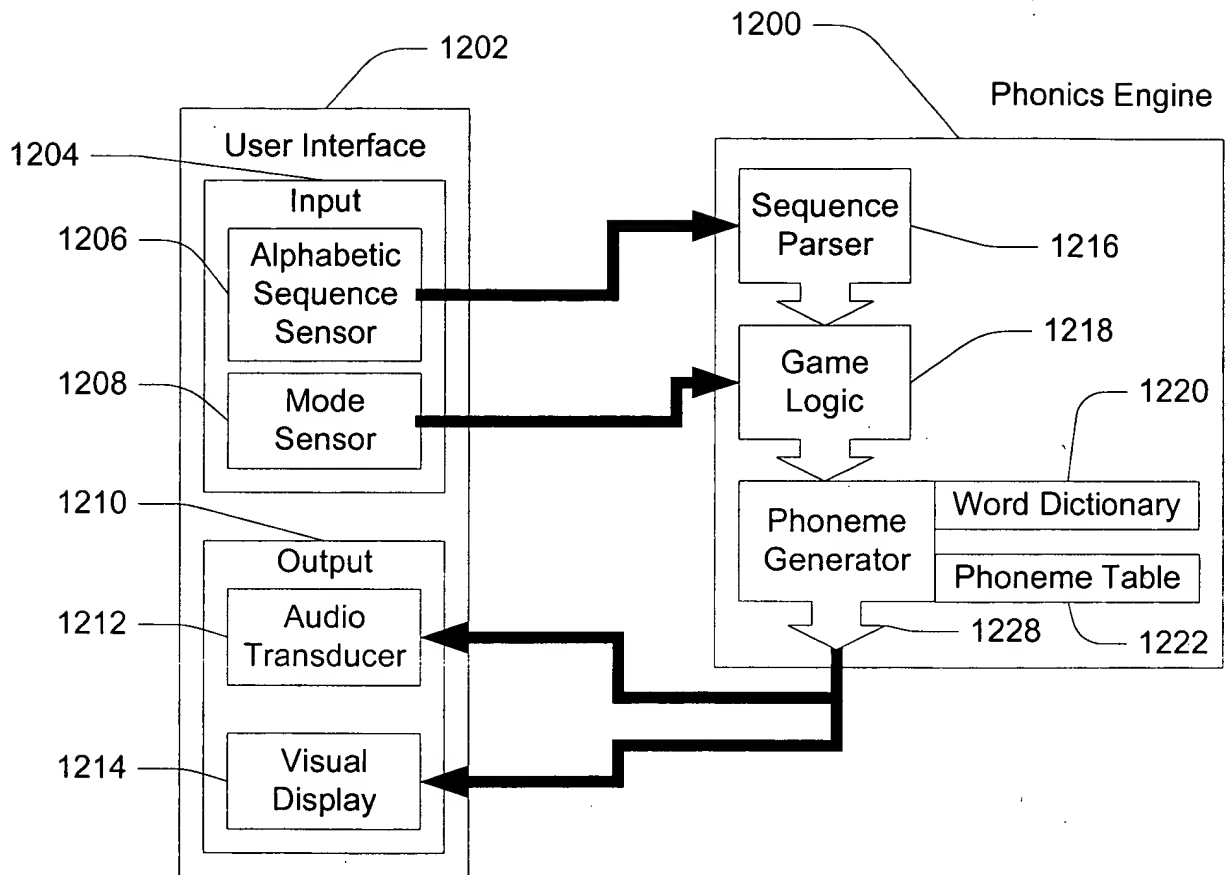 1200
1202
Phonics Engine
User Interface
1204
Input
1206
Alphabetic
Sequence
Sensor
1208
Mode
Sensor
1210
Output
1212
Audio
Transducer
1214
Visual
Display
Sequence
Parser
1216
Game
Logic
1218
1220
Phoneme
Generator
Word Dictionary
Phoneme Table
1228
1222